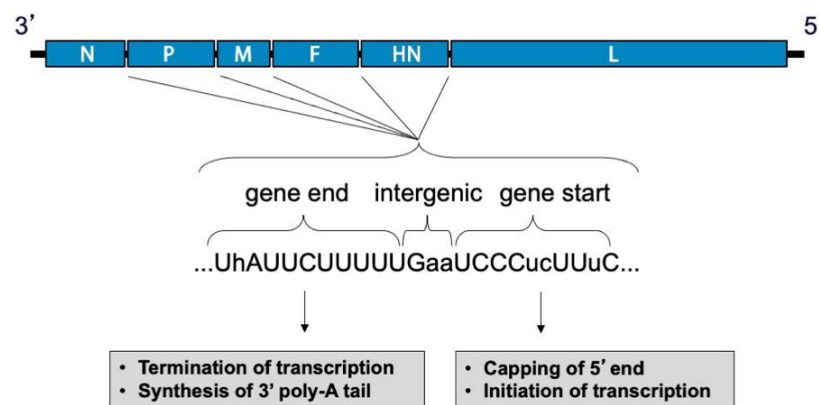 3’ 5
N P M F HN L
gene end intergenic gene start
...UhAUUCUUUUUGaaUCCCucUUuC...
• Termination of transcription
• Synthesis of 3’ poly-A tail
• Capping of 5’ end
• Initiation of transcription